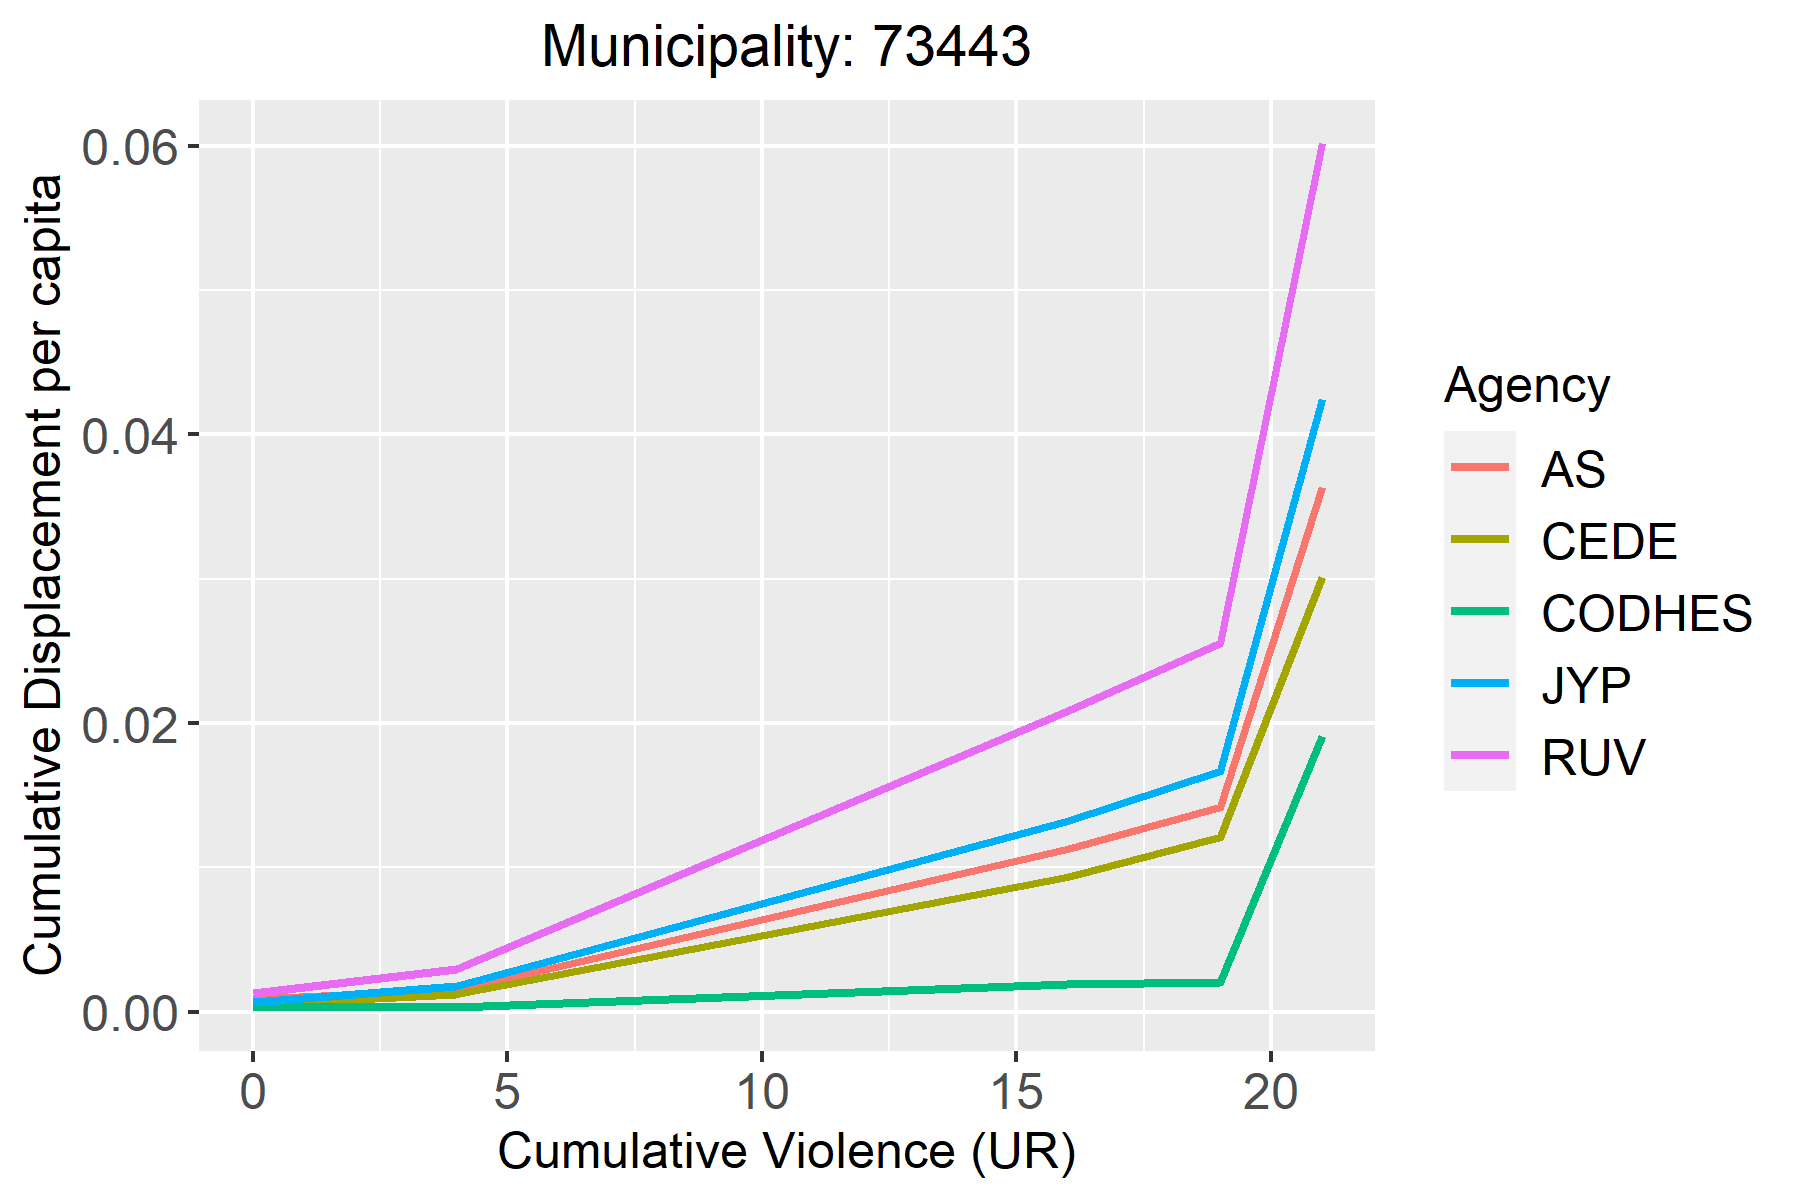 Municipality: 73443
Cumulative Displacement per capita
0.06
0.04
0.02
0.00
0 5 10 15 20
Cumulative Violence (UR)
Agency
AS
CEDE
CODHES
JYP
RUV